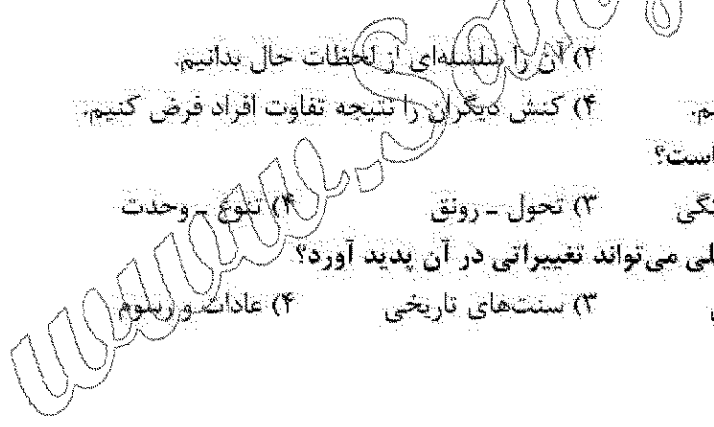 ۲) آن را سلسله‌ای از لحظات حال بدانیم.
۴) کنش دیگران را نتیجه تفاوت افراد فرض کنیم.
است؟
۳) تحول ـ رونق ۴) تنوع ـ وحدت
می‌تواند تغییراتی در آن پدید آورد؟
۳) سنت‌های تاریخی ۴) عادات و رسوم
www.San